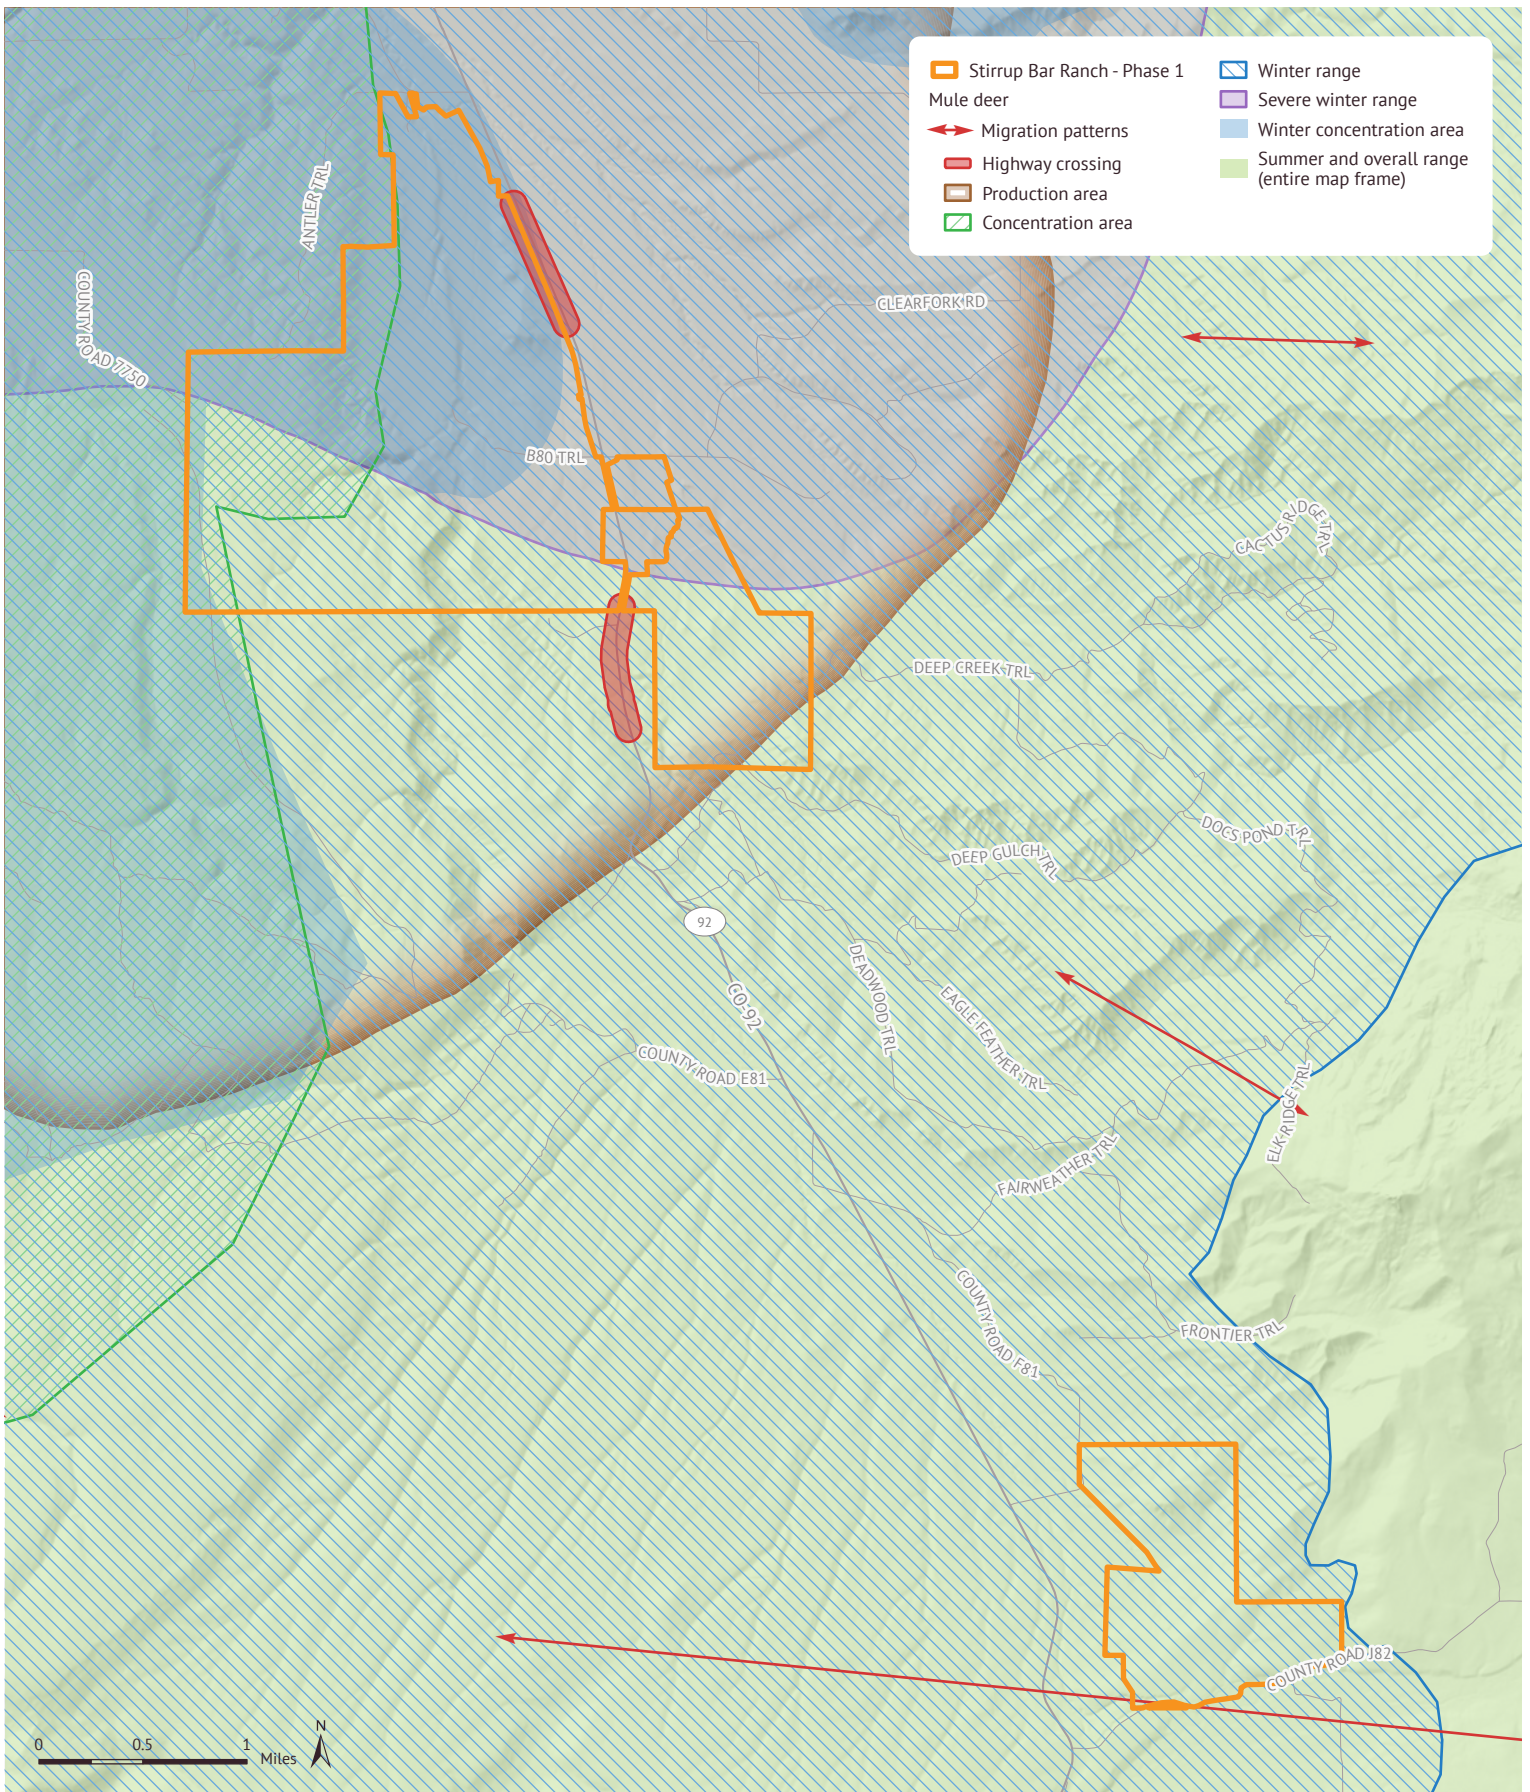 Stirrup Bar Ranch - Phase 1
Mule deer
Migration patterns
Highway crossing
Production area
Concentration area
Winter range
Severe winter range
Winter concentration area
Summer and overall range
(entire map frame)
ANTLER TRL
COUNTY ROAD 7750
CLEARFORK RD
B80 TRL
CACTUS RIDGE TRL
DEEP CREEK TRL
DOCS POND TRL
DEEP GULCH TRL
92
CO-92
DEADWOOD TRL
EAGLE FEATHER TRL
COUNTY ROAD E81
ELK RIDGE TRL
FAIRWEATHER TRL
COUNTY ROAD F81
FRONTIER TRL
COUNTY ROAD J82
N
0 0.5 1 Miles